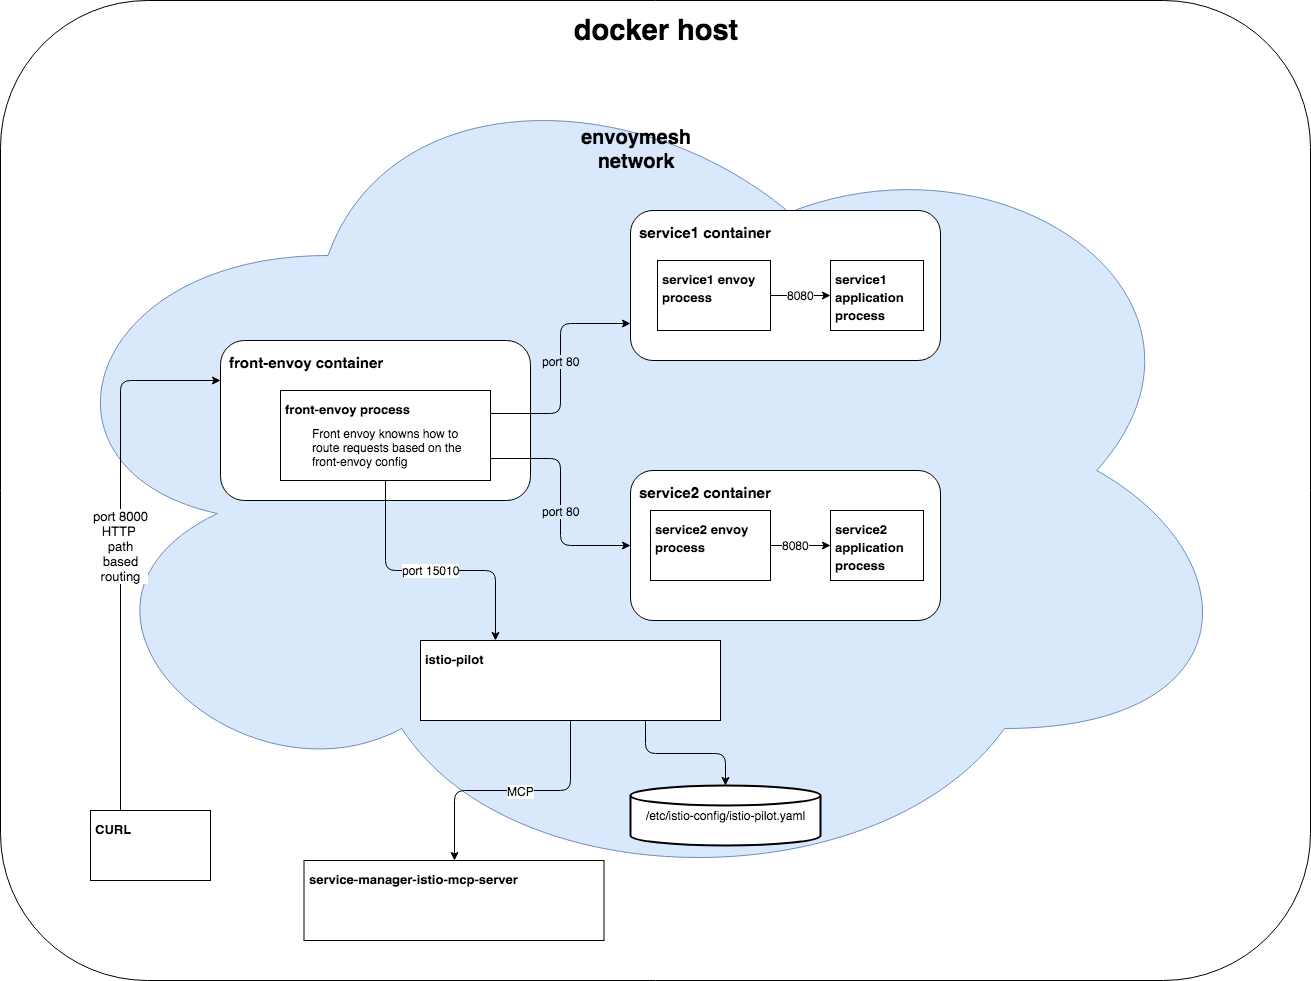 docker host
envoymesh
network
service1 container
service1 envoy
process
8080
service1
application
process
front-envoy container
front-envoy process
Front envoy knowns how to
route requests based on the
front-envoy config
port 80
port 80
service2 container
service2 envoy
process
8080
service2
application
process
port 8000
HTTP
path
based
routing
port 15010
istio-pilot
MCP
/etc/istio-config/istio-pilot.yaml
CURL
service-manager-istio-mcp-server